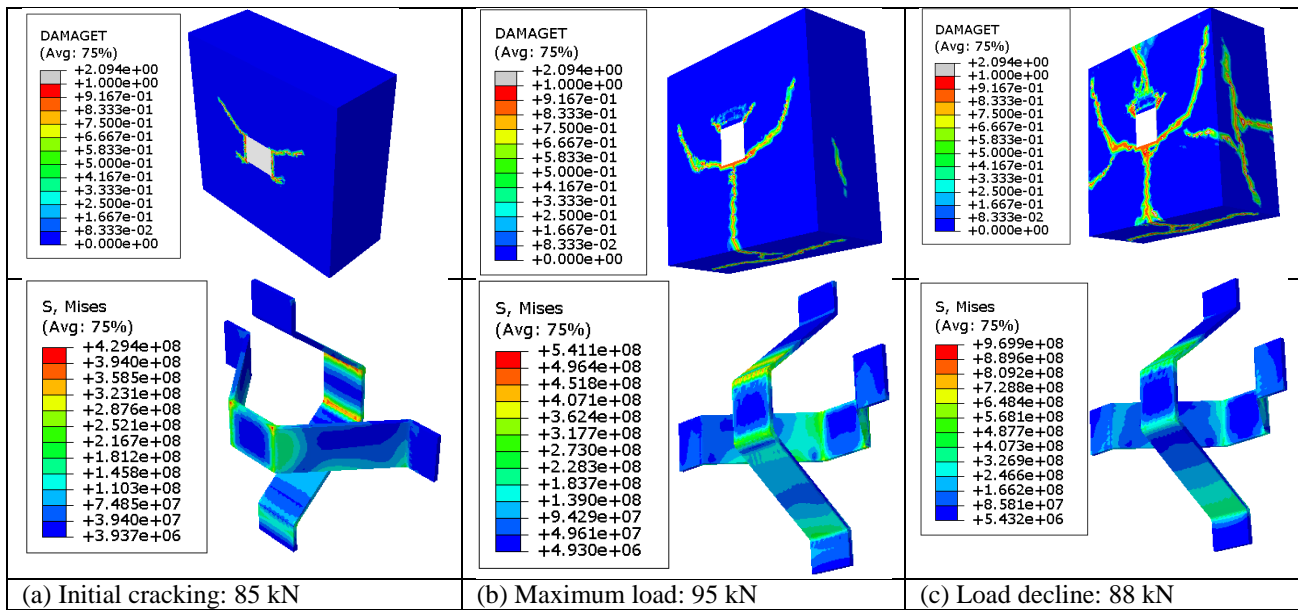 DAMAGET
(Avg: 75%)
+2.094e+00
+1.000e+00
+9.167e-01
+8.333e-01
+7.500e-01
+6.667e-01
+5.833e-01
+5.000e-01
+4.167e-01
+3.333e-01
+2.500e-01
+1.667e-01
+8.333e-02
+0.000e+00
DAMAGET
(Avg: 75%)
+2.094e+00
+1.000e+00
+9.167e-01
+8.333e-01
+7.500e-01
+6.667e-01
+5.833e-01
+5.000e-01
+4.167e-01
+3.333e-01
+2.500e-01
+1.667e-01
+8.333e-02
+0.000e+00
DAMAGET
(Avg: 75%)
+2.094e+00
+1.000e+00
+9.167e-01
+8.333e-01
+7.500e-01
+6.667e-01
+5.833e-01
+5.000e-01
+4.167e-01
+3.333e-01
+2.500e-01
+1.667e-01
+8.333e-02
+0.000e+00
S, Mises
(Avg: 75%)
+4.294e+08
+3.940e+08
+3.585e+08
+3.231e+08
+2.876e+08
+2.521e+08
+2.167e+08
+1.812e+08
+1.458e+08
+1.103e+08
+7.485e+07
+3.940e+07
+3.937e+06
S, Mises
(Avg: 75%)
+5.411e+08
+4.964e+08
+4.518e+08
+4.071e+08
+3.624e+08
+3.177e+08
+2.730e+08
+2.283e+08
+1.837e+08
+1.390e+08
+9.429e+07
+4.961e+07
+4.930e+06
S, Mises
(Avg: 75%)
+9.699e+08
+8.896e+08
+8.092e+08
+7.288e+08
+6.484e+08
+5.681e+08
+4.877e+08
+4.073e+08
+3.269e+08
+2.466e+08
+1.662e+08
+8.581e+07
+5.432e+06
(a) Initial cracking: 85 kN
(b) Maximum load: 95 kN
(c) Load decline: 88 kN